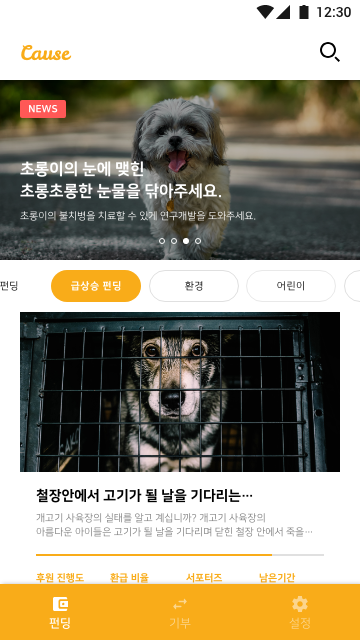 12:30
Cause
NEWS
초롱이의 눈에 맺힌
초롱초롱한 눈물을 닦아주세요.
초롱이의 불치병을 치료할 수 있게 연구개발을 도와주세요.
펀딩 급상승 펀딩 환경 어린이
철장안에서 고기가 될 날을 기다리는…
개고기 사육장의 실태를 알고 계십니까? 개고기 사육장의
아름다운 아이들은 고기가 될 날을 기다리며 닫힌 철장 안에서 죽을…
후원 진행도 환급 비율 서포터즈 남은기간
펀딩 기부 설정